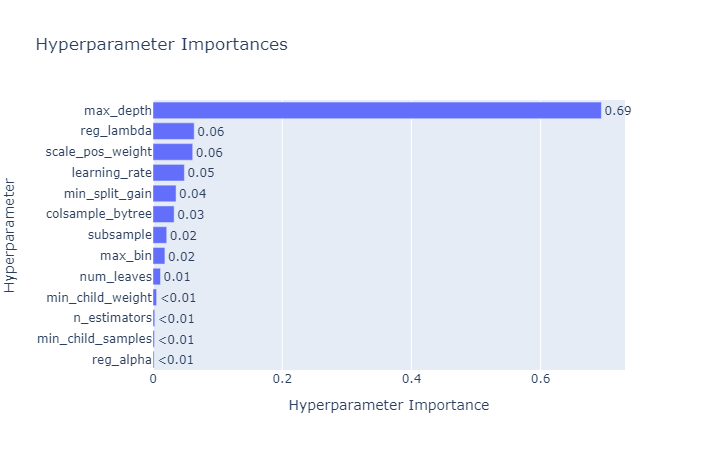 Hyperparameter Importances
Hyperparameter
max_depth 0.69
reg_lambda 0.06
scale_pos_weight 0.06
learning_rate 0.05
min_split_gain 0.04
colsample_bytree 0.03
subsample 0.02
max_bin 0.02
num_leaves 0.01
min_child_weight <0.01
n_estimators <0.01
min_child_samples <0.01
reg_alpha <0.01
0 0.2 0.4 0.6
Hyperparameter Importance